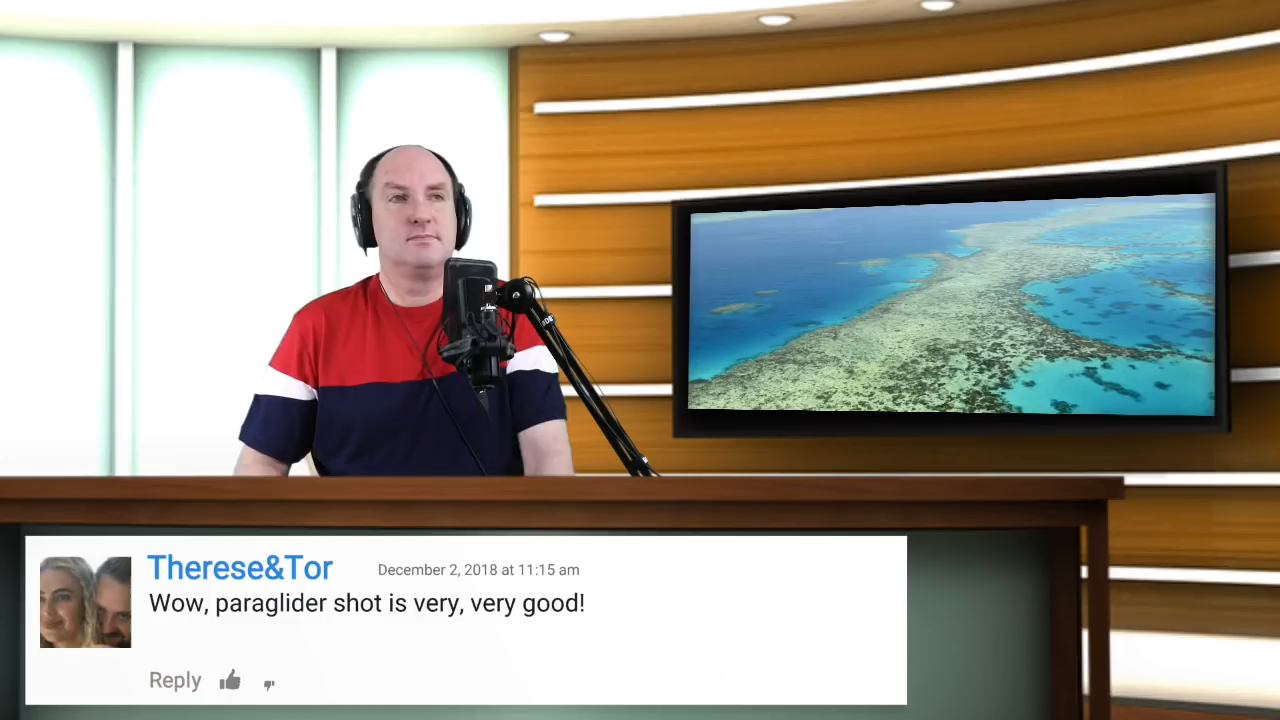 Therese&Tor December 2, 2018 at 11:15 am
Wow, paraglider shot is very, very good!
Reply